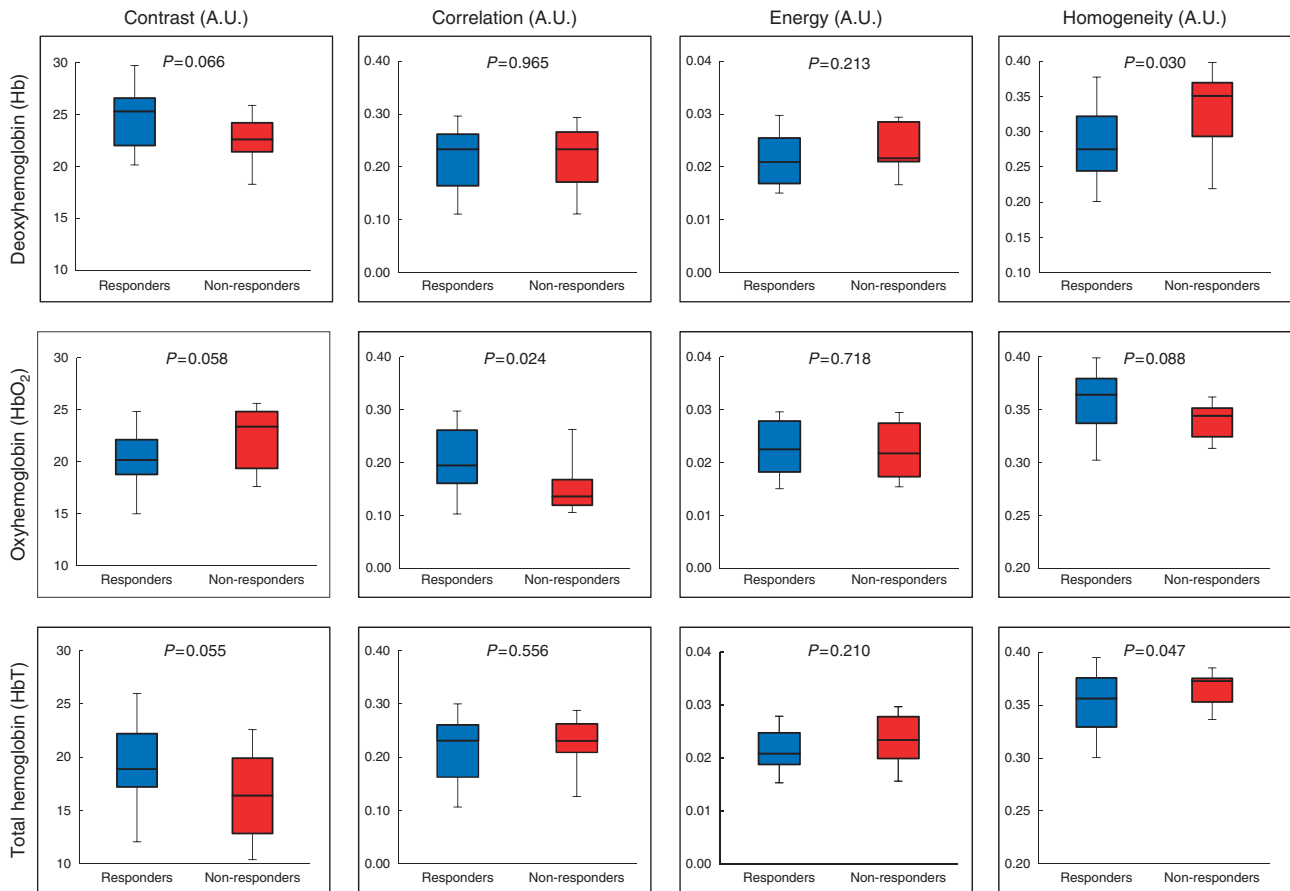 Contrast (A.U.) Correlation (A.U.) Energy (A.U.) Homogeneity (A.U.)
Deoxyhemoglobin (Hb)
P=0.066
30
25
20
15
10
Responders Non-responders
P=0.965
0.40
0.30
0.20
0.10
0.00
Responders Non-responders
P=0.213
0.04
0.03
0.02
0.01
0.00
Responders Non-responders
P=0.030
0.40
0.35
0.30
0.25
0.20
0.15
0.10
Responders Non-responders
Oxyhemoglobin (HbO₂)
P=0.058
30
25
20
15
10
Responders Non-responders
P=0.024
0.40
0.30
0.20
0.10
0.00
Responders Non-responders
P=0.718
0.04
0.03
0.02
0.01
0.00
Responders Non-responders
P=0.088
0.40
0.35
0.30
0.25
0.20
Responders Non-responders
Total hemoglobin (HbT)
P=0.055
30
25
20
15
10
Responders Non-responders
P=0.556
0.40
0.30
0.20
0.10
0.00
Responders Non-responders
P=0.210
0.04
0.03
0.02
0.01
0.00
Responders Non-responders
P=0.047
0.40
0.35
0.30
0.25
0.20
Responders Non-responders